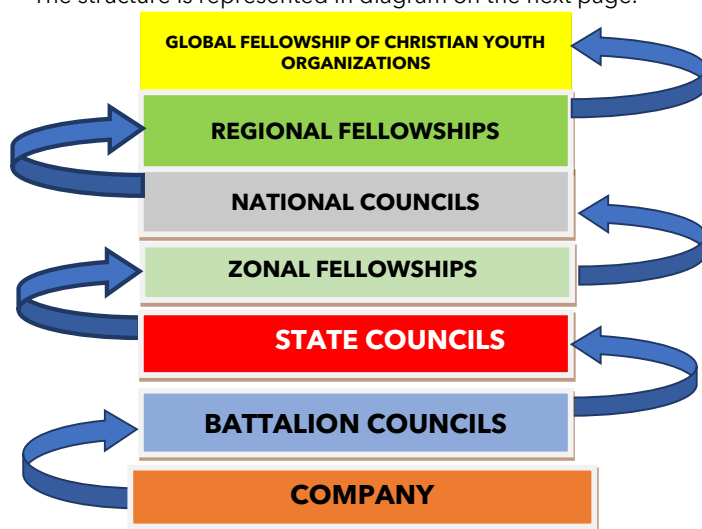 The structure is represented in diagram on the next page.
GLOBAL FELLOWSHIP OF CHRISTIAN YOUTH
ORGANIZATIONS
REGIONAL FELLOWSHIPS
NATIONAL COUNCILS
ZONAL FELLOWSHIPS
STATE COUNCILS
BATTALION COUNCILS
COMPANY